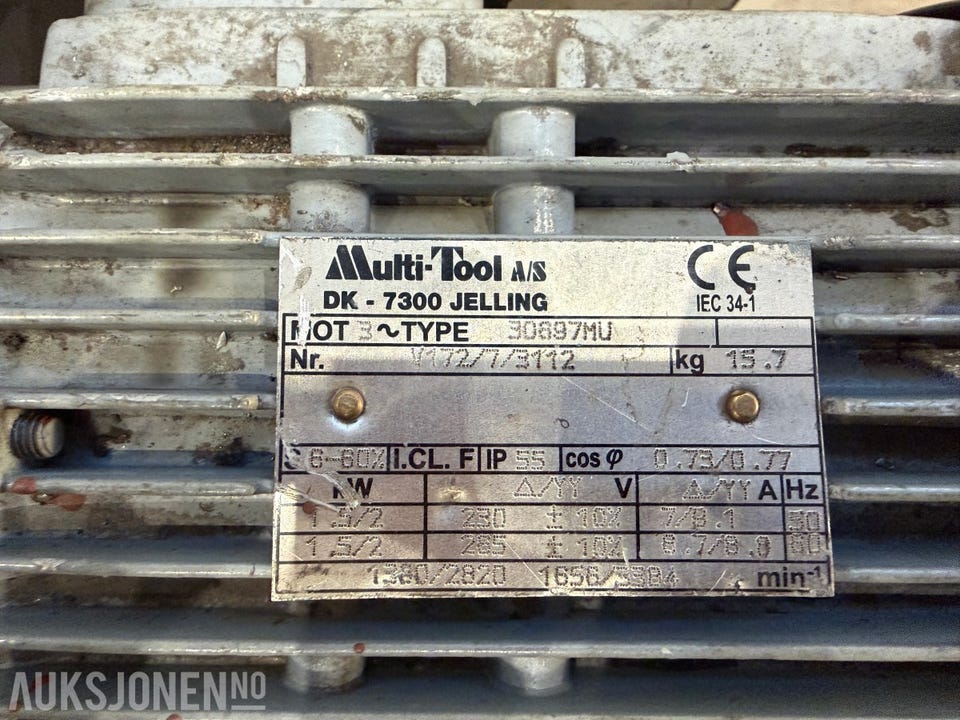 Multi-Tool A/S
DK - 7300 JELLING
CE
IEC 34-1
MOT 3~TYPE 30897MU
Nr. V172/7/3112 kg 15.7
S 6-60% I.CL. F IP 55 cos φ 0.73/0.77
KW △/YY V △/YY A Hz
1.5/2 230 ± 10% 7/8.1 50
1.5/2 265 ± 10% 6.7/8.0 60
1380/2820 1656/3384 min-1
AUKSJONEN.NO